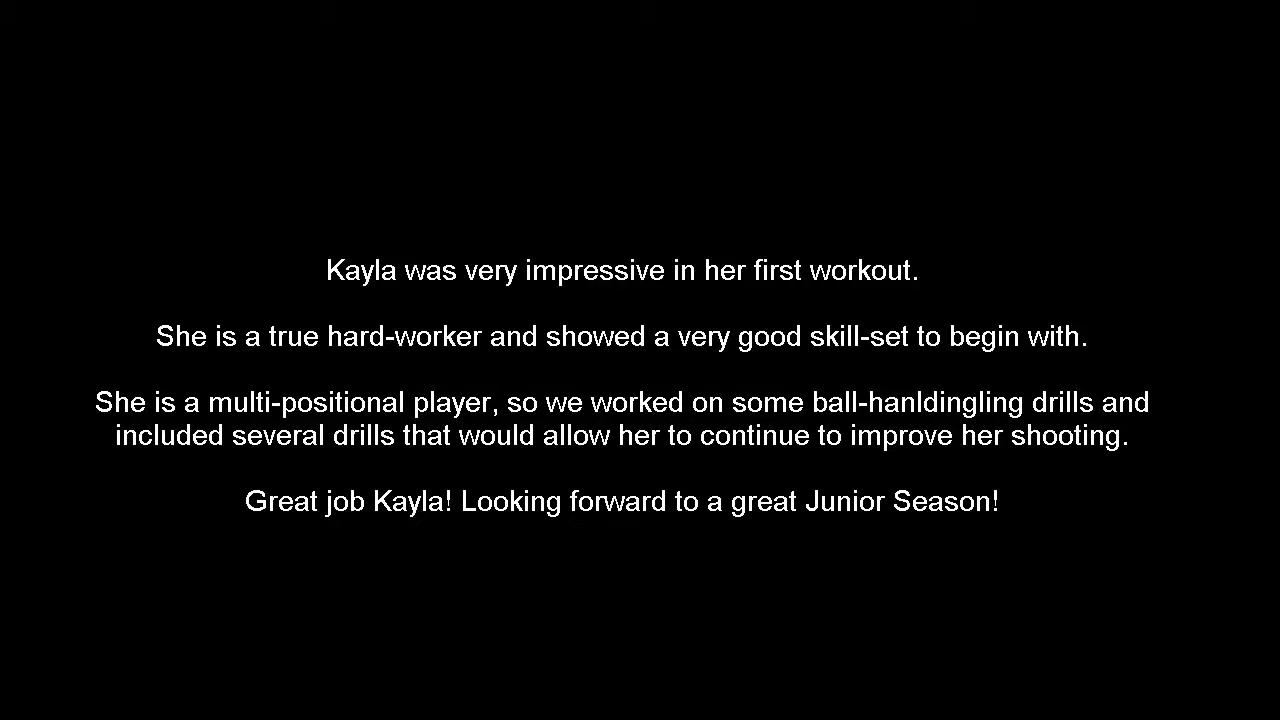 Kayla was very impressive in her first workout.
She is a true hard-worker and showed a very good skill-set to begin with.
She is a multi-positional player, so we worked on some ball-hanldingling drills and
included several drills that would allow her to continue to improve her shooting.
Great job Kayla! Looking forward to a great Junior Season!